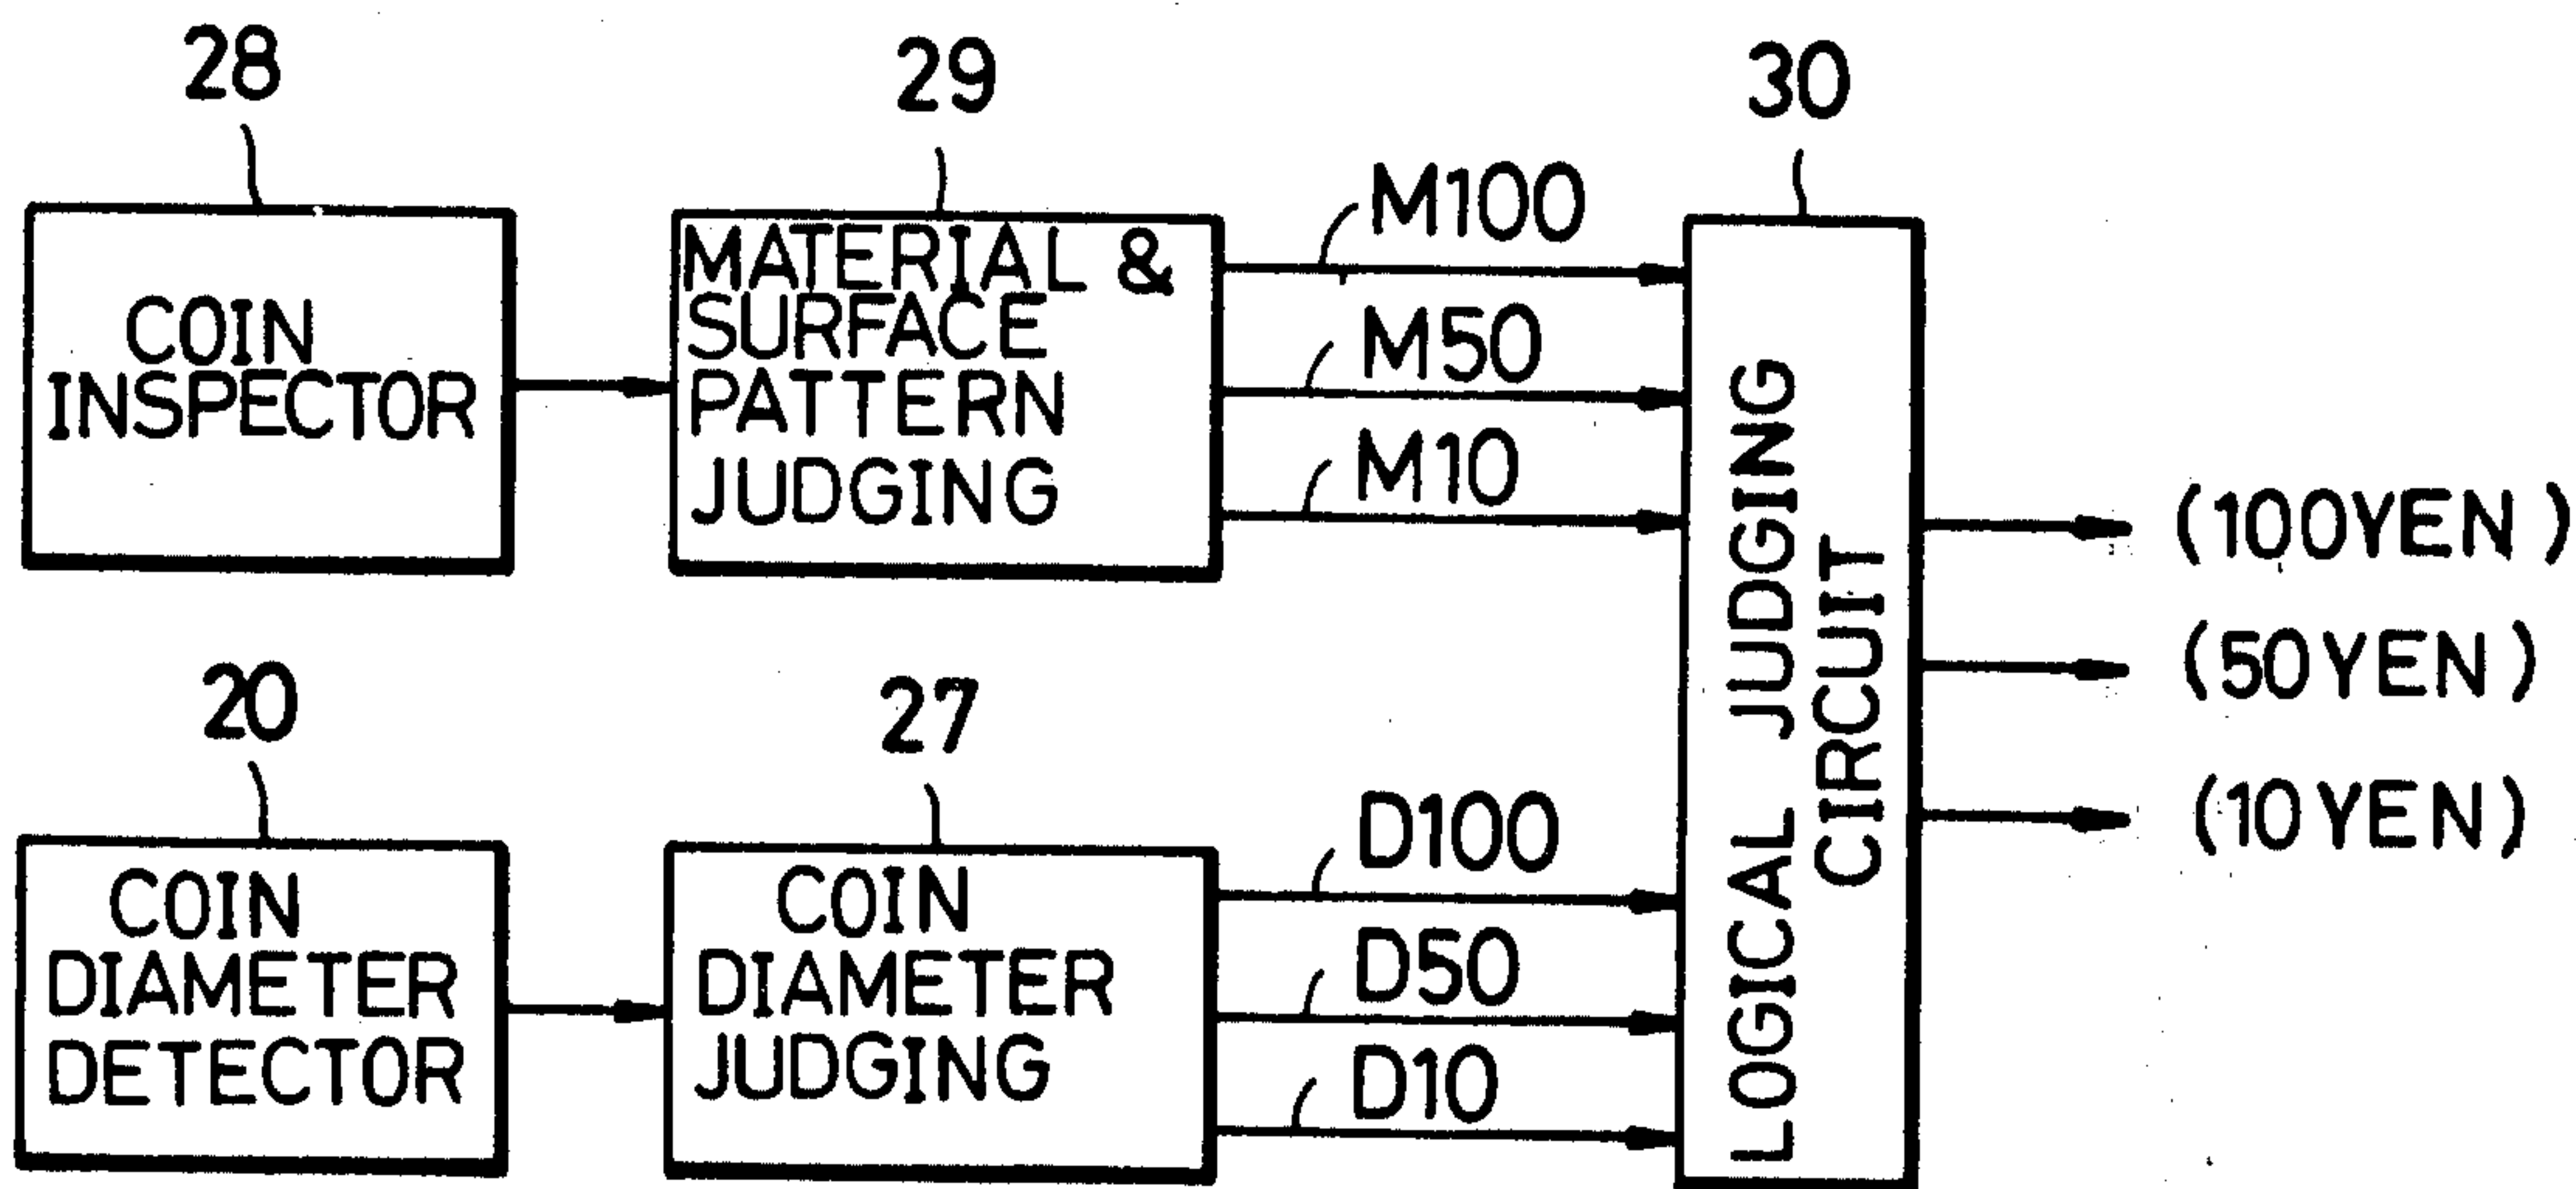 28
29
30
COIN
INSPECTOR
MATERIAL &
SURFACE
PATTERN
JUDGING
M100
M50
M10
20
27
COIN
DIAMETER
DETECTOR
COIN
DIAMETER
JUDGING
D100
D50
D10
LOGICAL JUDGING
CIRCUIT
(100YEN)
(50YEN)
(10YEN)